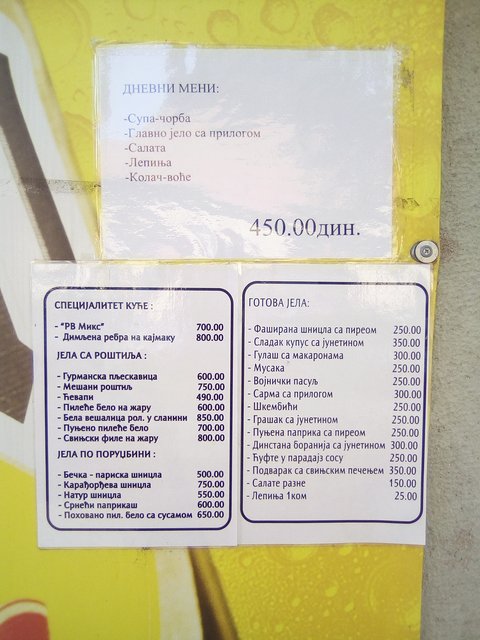 ДНЕВНИ МЕНИ:
-Супа-чорба
-Главно јело са прилогом
-Салата
-Лепиња
-Колач-воће
450.00дин.
СПЕЦИЈАЛИТЕТ КУЋЕ :
- “РВ Микс” 700.00
- Димљена ребра на кајмаку 800.00
ЈЕЛА СА РОШТИЉА :
- Гурманска пљескавица 600.00
- Мешани роштиљ 750.00
- Ћевапи 490.00
- Пилеће бело на жару 600.00
- Бела вешалица рол. у сланини 850.00
- Пуњено пилеће бело 700.00
- Свињски филе на жару 800.00
ЈЕЛА ПО ПОРУЏБИНИ :
- Бечка - париска шницла 500.00
- Карађорђева шницла 750.00
- Натур шницла 550.00
- Срнећи паприкаш 600.00
- Поховано пил. бело са сусамом 650.00
ГОТОВА ЈЕЛА:
- Фаширана шницла са пиреом 250.00
- Сладак купус са јунетином 350.00
- Гулаш са макаронама 300.00
- Мусака 250.00
- Војнички пасуљ 250.00
- Сарма са прилогом 300.00
- Шкембићи 250.00
- Грашак са јунетином 250.00
- Пуњена паприка са пиреом 250.00
- Динстана боранија са јунетином 300.00
- Ћуфте у парадајз сосу 250.00
- Подварак са свињским печењем 350.00
- Салате разне 150.00
- Лепиња 1ком 25.00